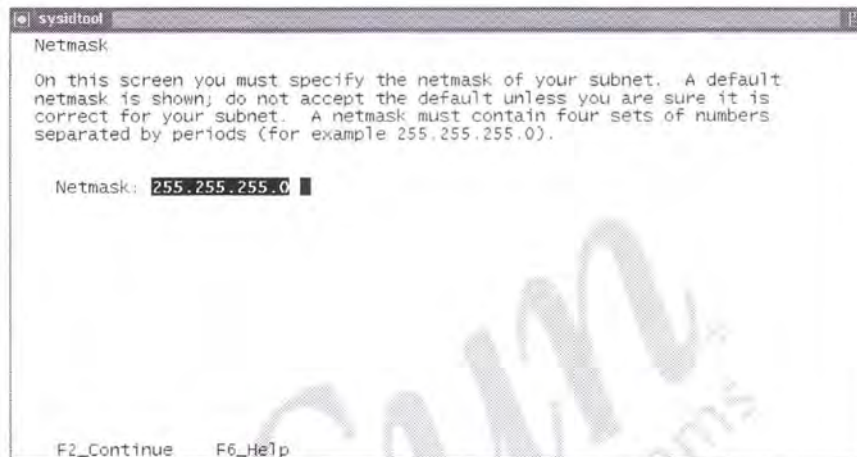 sysidtool
Netmask
On this screen you must specify the netmask of your subnet. A default
netmask is shown; do not accept the default unless you are sure it is
correct for your subnet. A netmask must contain four sets of numbers
separated by periods (for example 255.255.255.0).
Netmask: 255.255.255.0
Sun
F2_Continue F6_Help